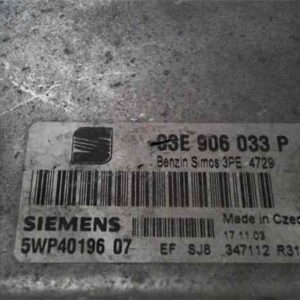 03E 906 033 P
Benzin Simos 3PE 4729
SIEMENS
Made in Czec
5WP40196 07
17.11.03
EF SJ8 347112 R31